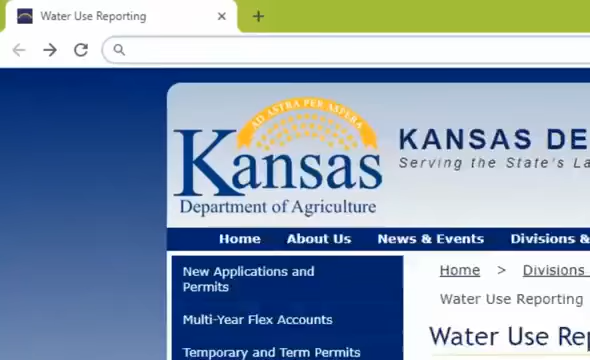 Water Use Reporting
AD ASTRA PER ASPERA
Kansas
Department of Agriculture
KANSAS DE
Serving the State's La
Home About Us News & Events Divisions &
New Applications and
Permits
Multi-Year Flex Accounts
Temporary and Term Permits
Home > Divisions
Water Use Reporting
Water Use Rep